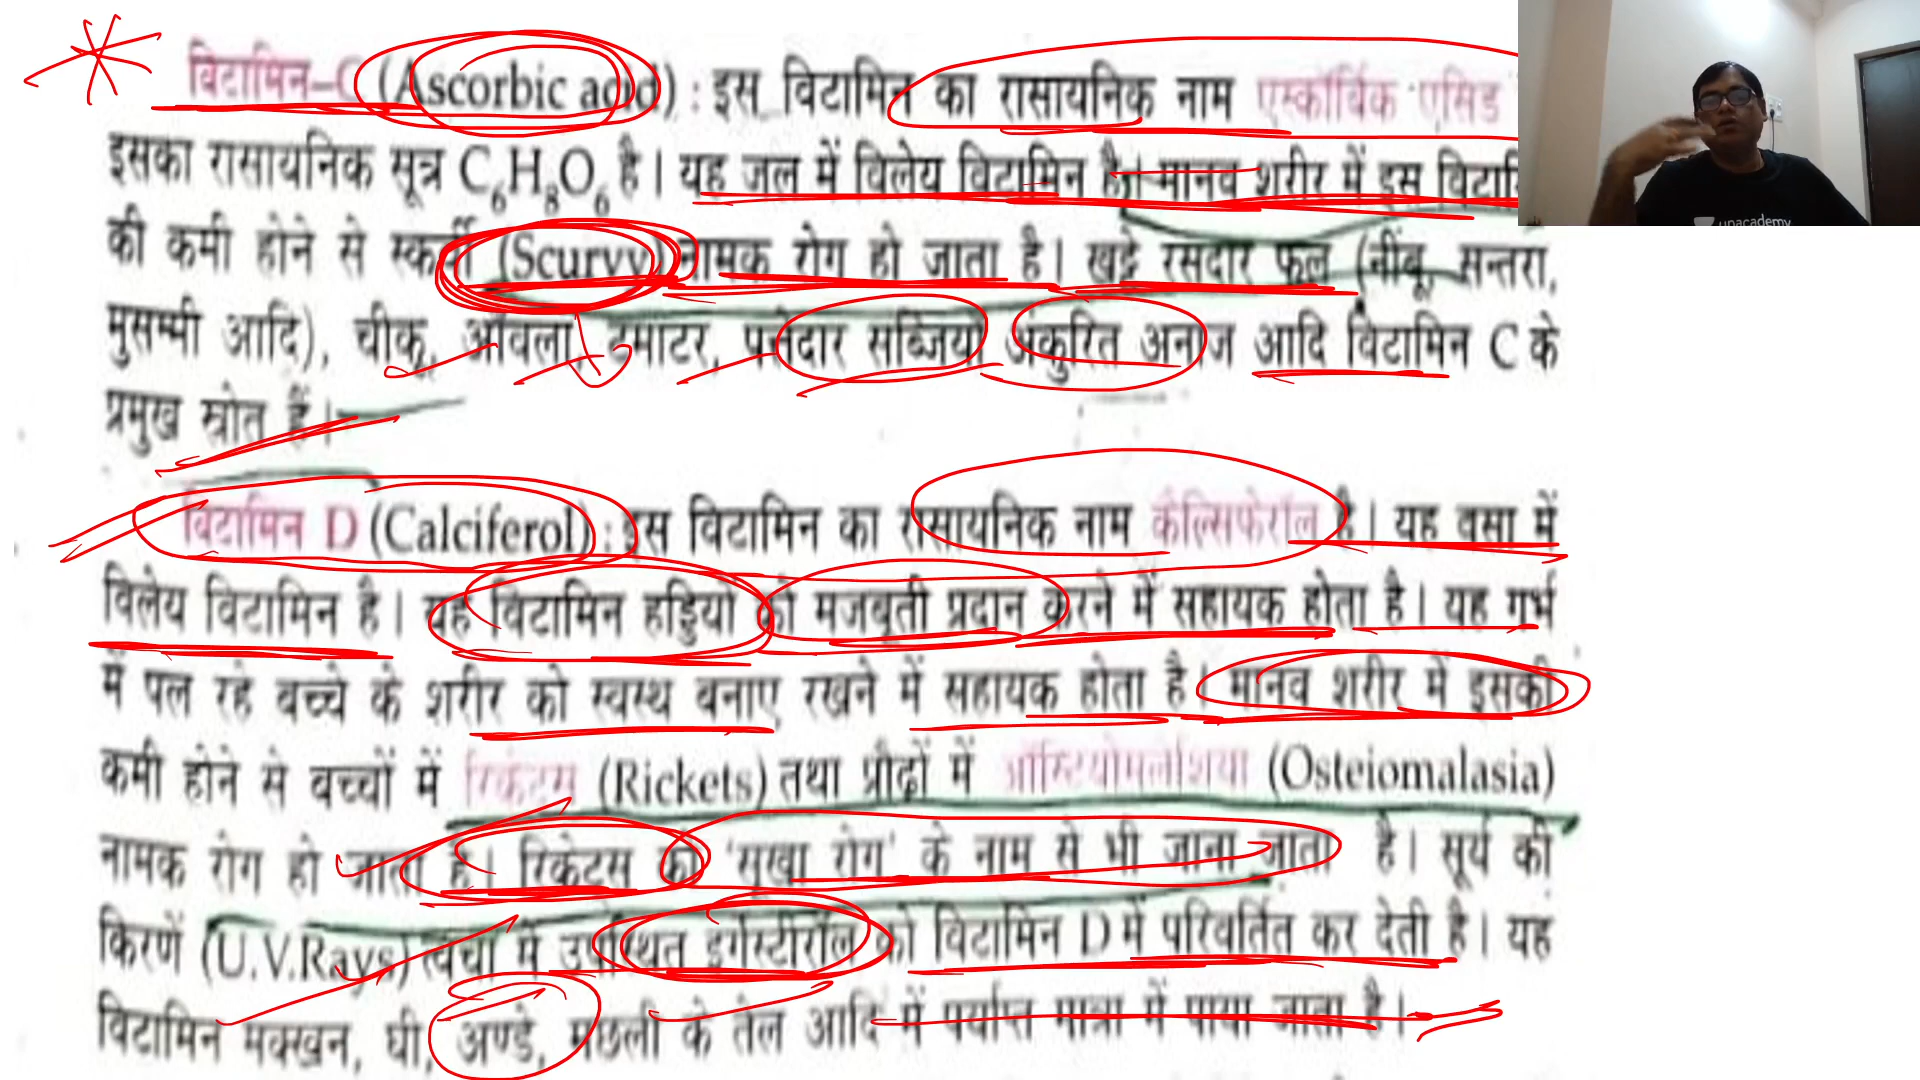 विटामिन–C (Ascorbic acid) : इस विटामिन का रासायनिक नाम एस्कॉर्बिक एसिड
इसका रासायनिक सूत्र C₆H₈O₆ है। यह जल में विलेय विटामिन है। मानव शरीर में इस
की कमी होने से स्कर्वी (Scurvy) नामक रोग हो जाता है। खट्टे रसदार फल (नींबू, सन्तरा,
मुसम्मी आदि), चीकू, आँवला, टमाटर, पत्तेदार सब्जियाँ अंकुरित अनाज आदि विटामिन C के
प्रमुख स्रोत हैं।
विटामिन D (Calciferol) : इस विटामिन का रासायनिक नाम कैल्सिफेरॉल है। यह वसा में
विलेय विटामिन है। यह विटामिन हड्डियों को मजबूती प्रदान करने में सहायक होता है। यह गर्भ
में पल रहे बच्चे के शरीर को स्वस्थ बनाए रखने में सहायक होता है। मानव शरीर में इसकी
कमी होने से बच्चों में रिकेट्स (Rickets) तथा प्रौढ़ों में ऑस्टियोमलेशिया (Osteiomalasia)
नामक रोग हो जाता है। रिकेट्स को 'सूखा रोग' के नाम से भी जाना जाता है। सूर्य की
किरणें (U.V.Rays) त्वचा में उपस्थित इर्गेस्टीरॉल को विटामिन D में परिवर्तित कर देती है। यह
विटामिन मक्खन, घी, अण्डे, मछली के तेल आदि में पर्याप्त मात्रा में पाया जाता है।
unacademy